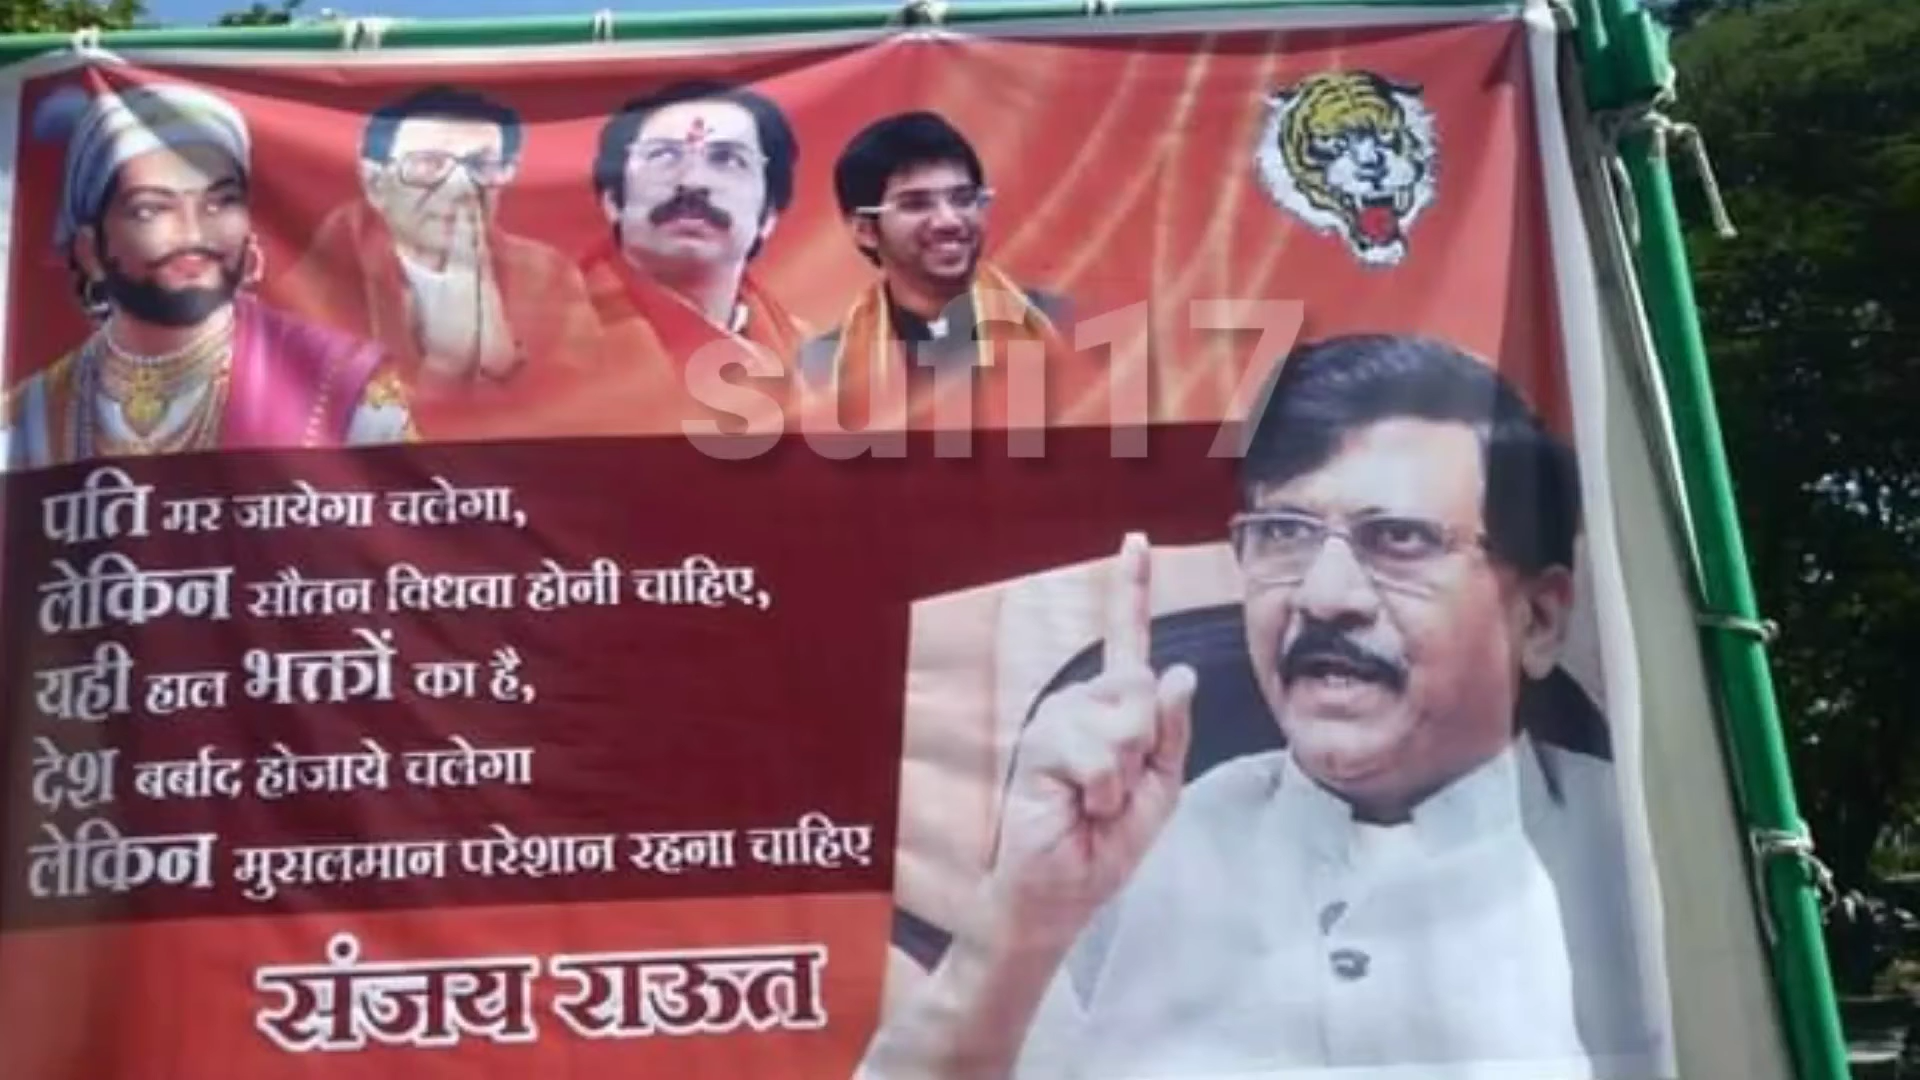 sufi17
पति मर जायेगा चलेगा,
लेकिन सौतन विधवा होनी चाहिए,
यही हाल भक्तों का है,
देश बर्बाद होजाये चलेगा
लेकिन मुसलमान परेशान रहना चाहिए
संजय राऊत